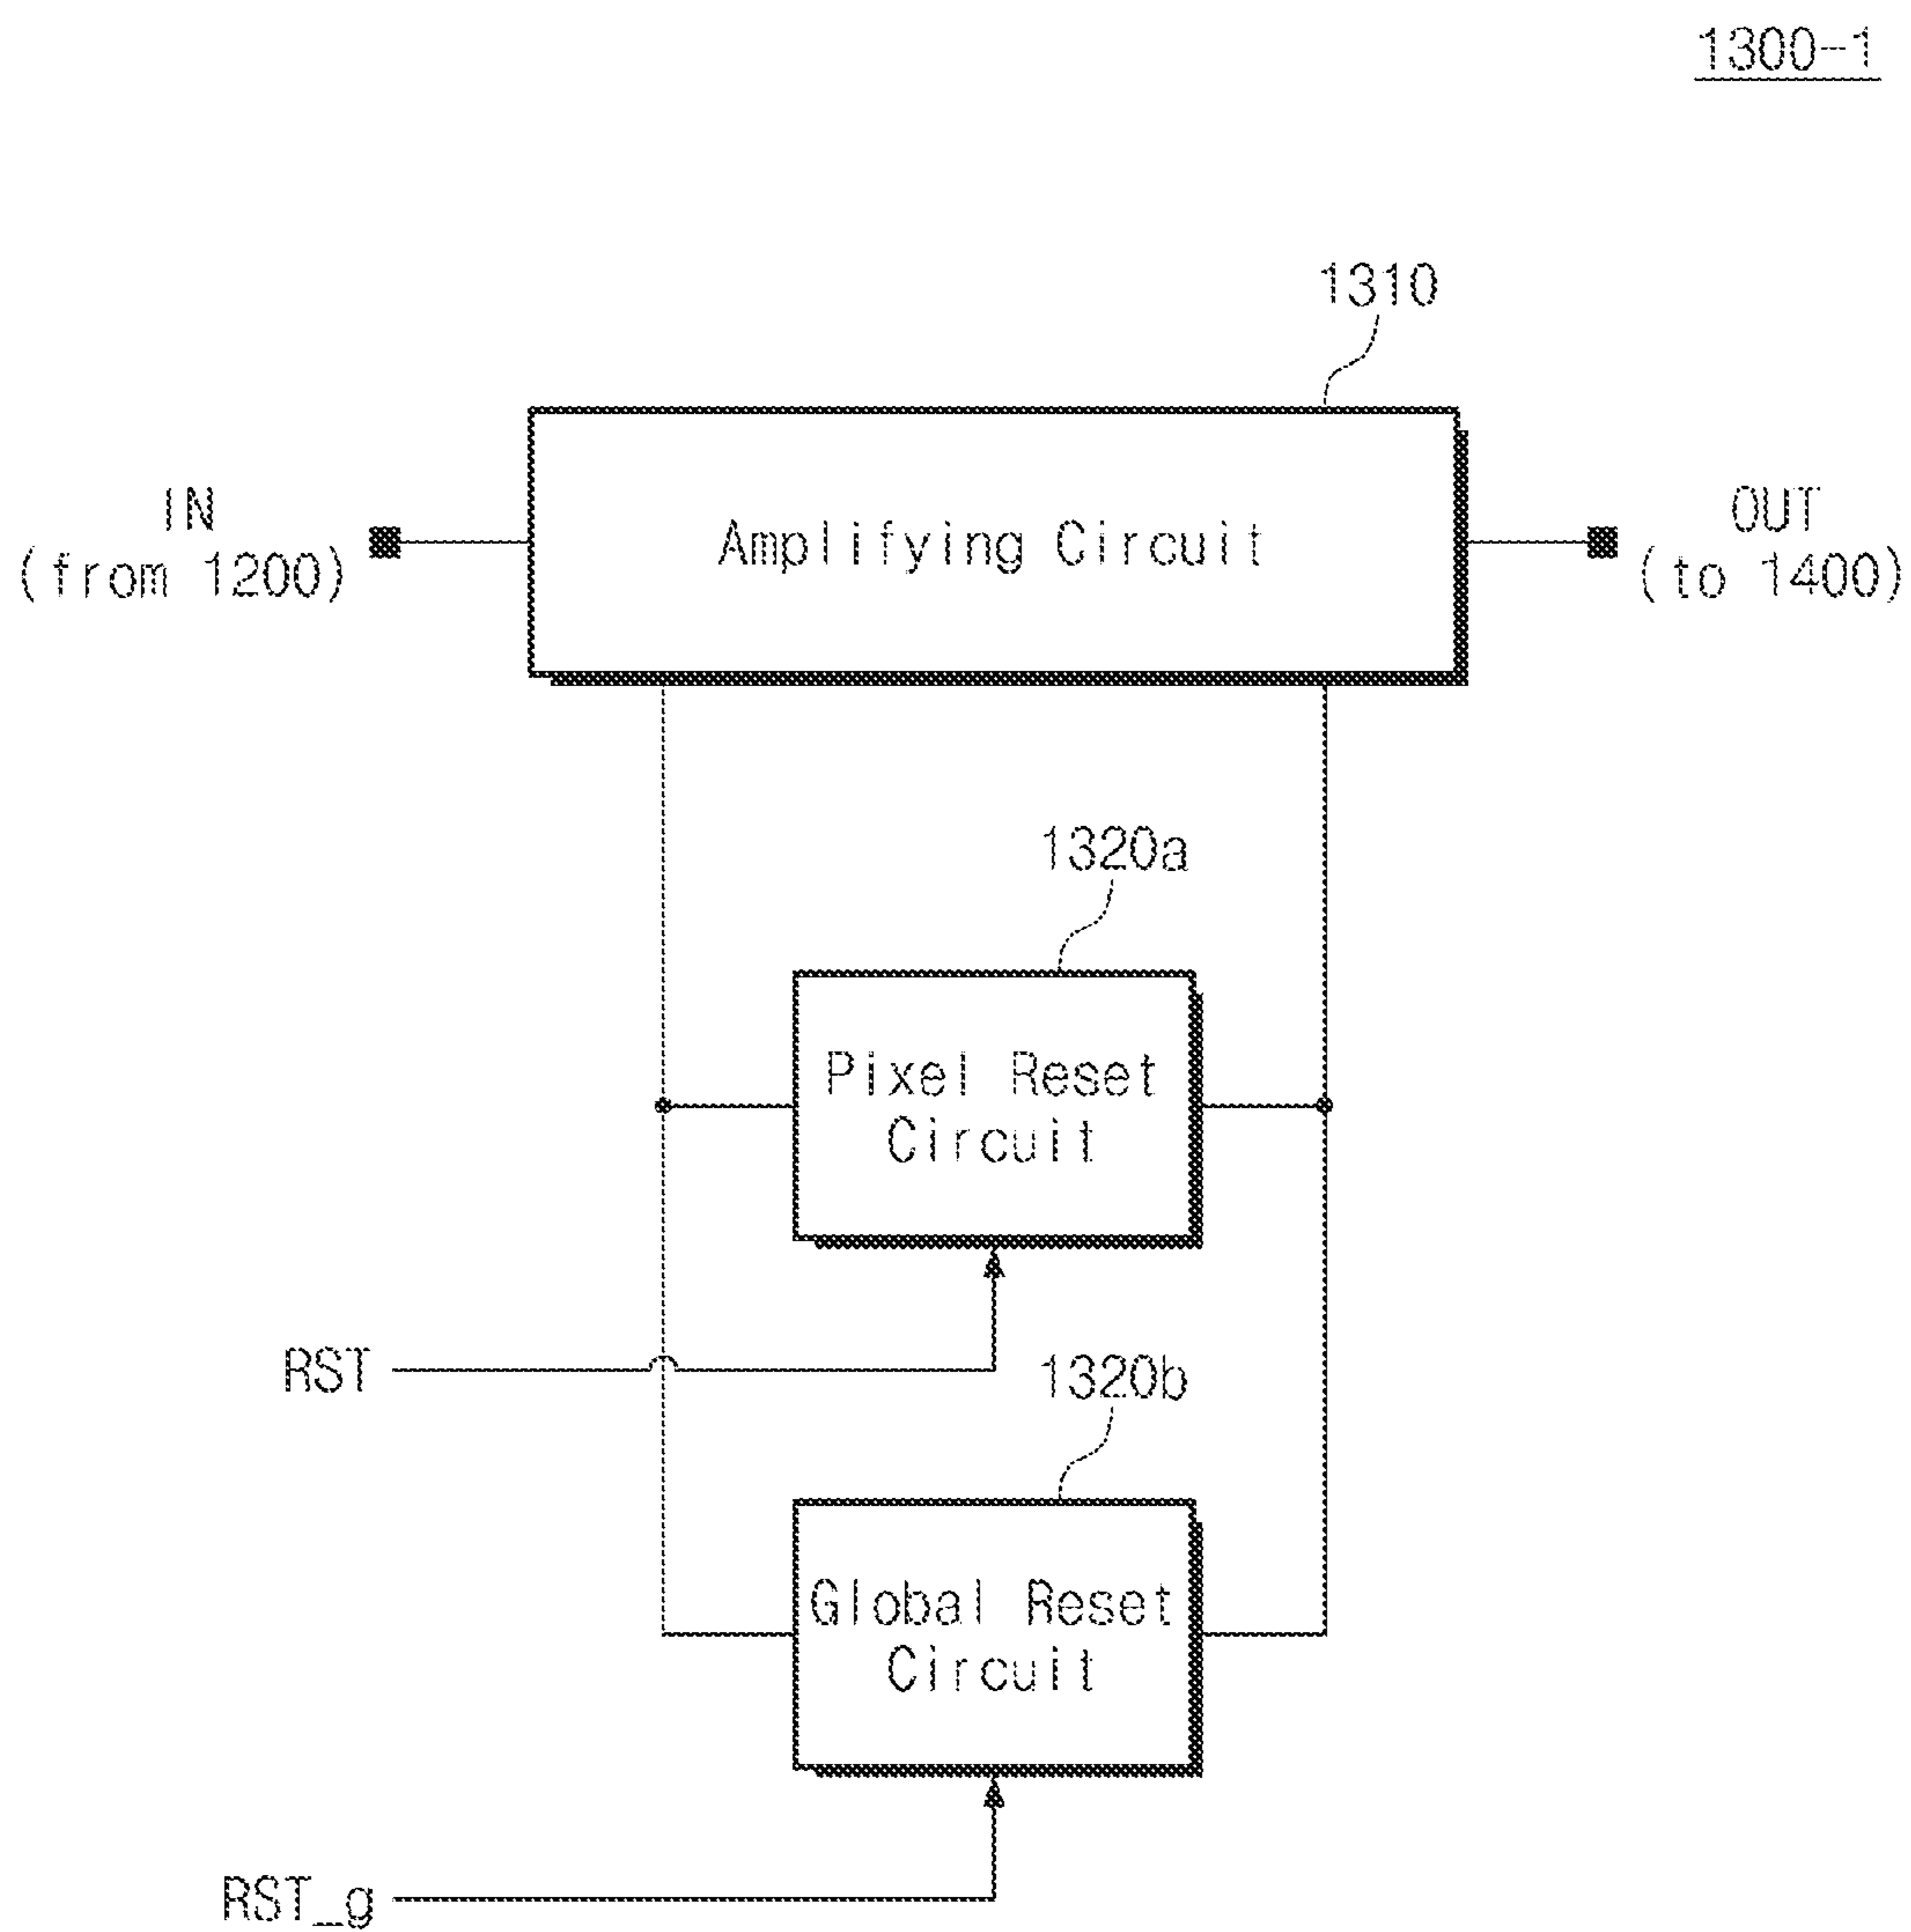 1300-1
1310
IN
(from 1200)
Amplifying Circuit
OUT
(to 1400)
1320a
Pixel Reset
Circuit
RST
1320b
Global Reset
Circuit
RST_g